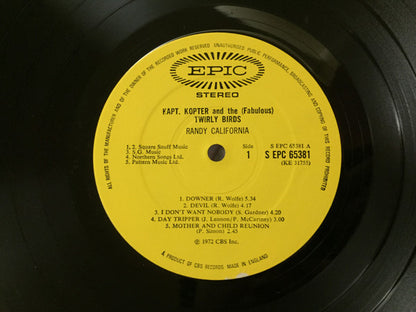 ALL RIGHTS OF THE MANUFACTURER AND OF THE OWNER OF THE RECORDED WORK RESERVED. UNAUTHORISED PUBLIC PERFORMANCE, BROADCASTING AND COPYING OF THIS RECORD PROHIBITED
EPIC
STEREO
KAPT. KOPTER and the (Fabulous)
TWIRLY BIRDS
RANDY CALIFORNIA
1. 2. Square Stuff Music
3. S.G. Music
4. Northern Songs Ltd.
5. Pattern Music Ltd.
Side
1
S EPC 65381 A
S EPC 65381
(KE 31755)
1. DOWNER (R. Wolfe) 5.34
2. DEVIL (R. Wolfe) 4.17
3. I DON'T WANT NOBODY (S. Gardner) 4.20
4. DAY TRIPPER (J. Lennon/P. McCartney) 3.00
5. MOTHER AND CHILD REUNION
(P. Simon) 2.45
℗ 1972 CBS Inc.
A PRODUCT OF CBS RECORDS. MADE IN ENGLAND